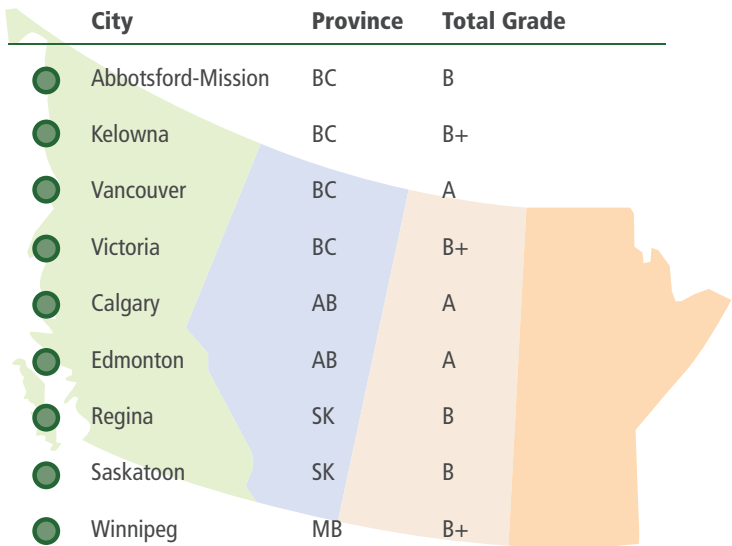 City Province Total Grade
Abbotsford-Mission BC B
Kelowna BC B+
Vancouver BC A
Victoria BC B+
Calgary AB A
Edmonton AB A
Regina SK B
Saskatoon SK B
Winnipeg MB B+